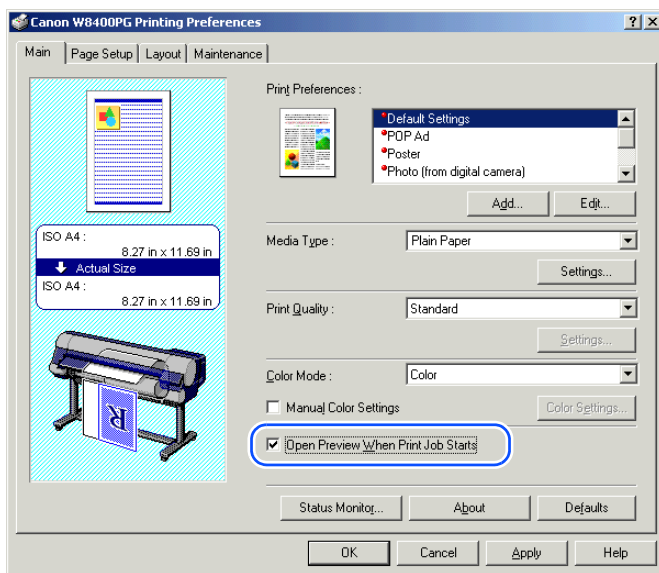 Canon W8400PG Printing Preferences
Main Page Setup Layout Maintenance
Print Preferences :
Default Settings
POP Ad
Poster
Photo (from digital camera)
Add... Edit...
ISO A4 :
8.27 in x 11.69 in
Actual Size
ISO A4 :
8.27 in x 11.69 in
R
Media Type : Plain Paper
Settings...
Print Quality : Standard
Settings...
Color Mode : Color
Manual Color Settings Color Settings...
Open Preview When Print Job Starts
Status Monitor... About Defaults
OK Cancel Apply Help